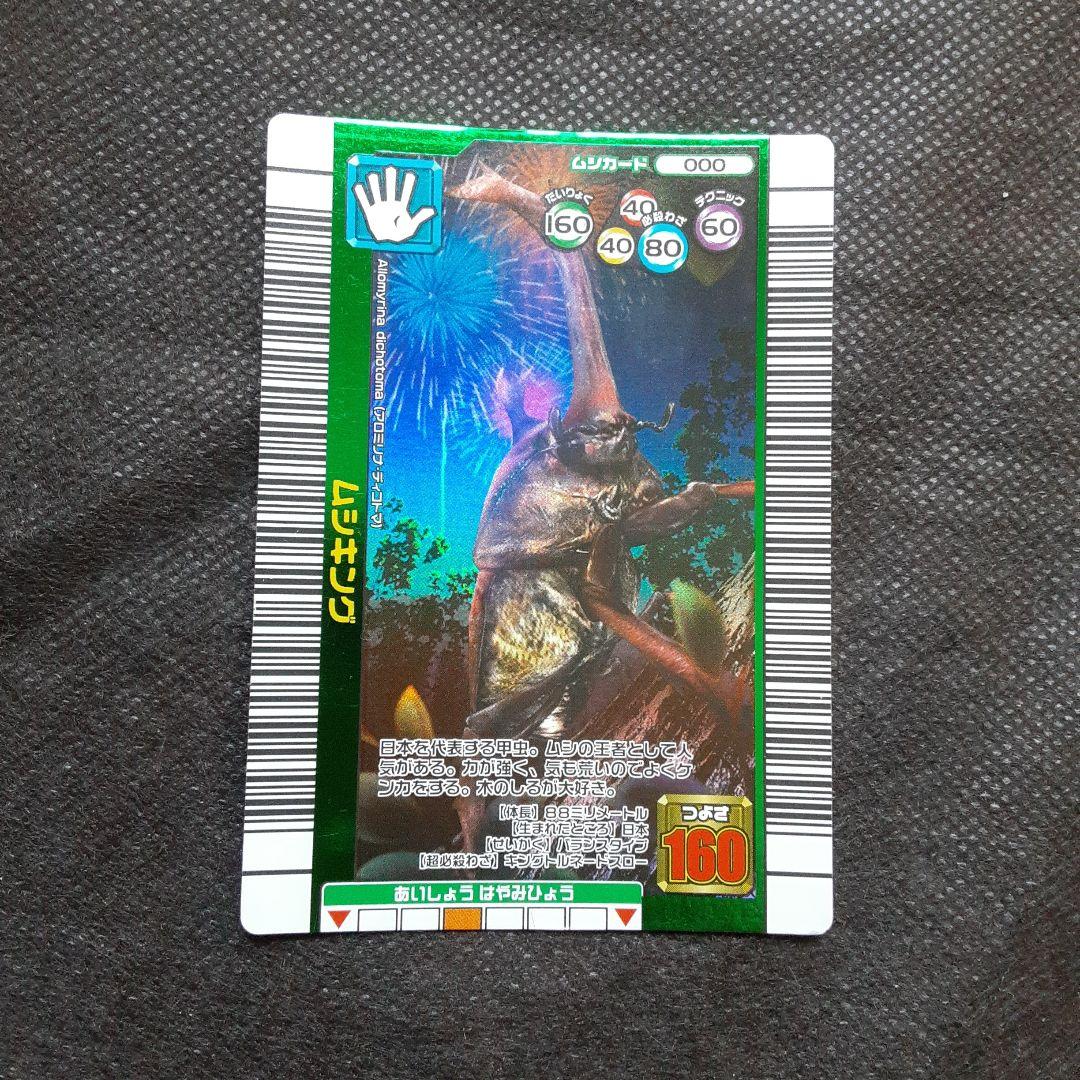 ムシカード 000
たいりょく
160
40
必殺わざ
40
80
テクニック
60
Allomyrina dichotoma (アロミリナ・ディコトマ)
ムシキング
日本を代表する甲虫。ムシの王者として人
気がある。力が強く、気も荒いのでよくケ
ンカをする。木のしるが大好き。
【体長】88ミリメートル
【生まれたところ】日本
【せいかく】バランスタイプ
【超必殺わざ】キングトルネードスロー
つよさ
160
あいしょう はやみひょう